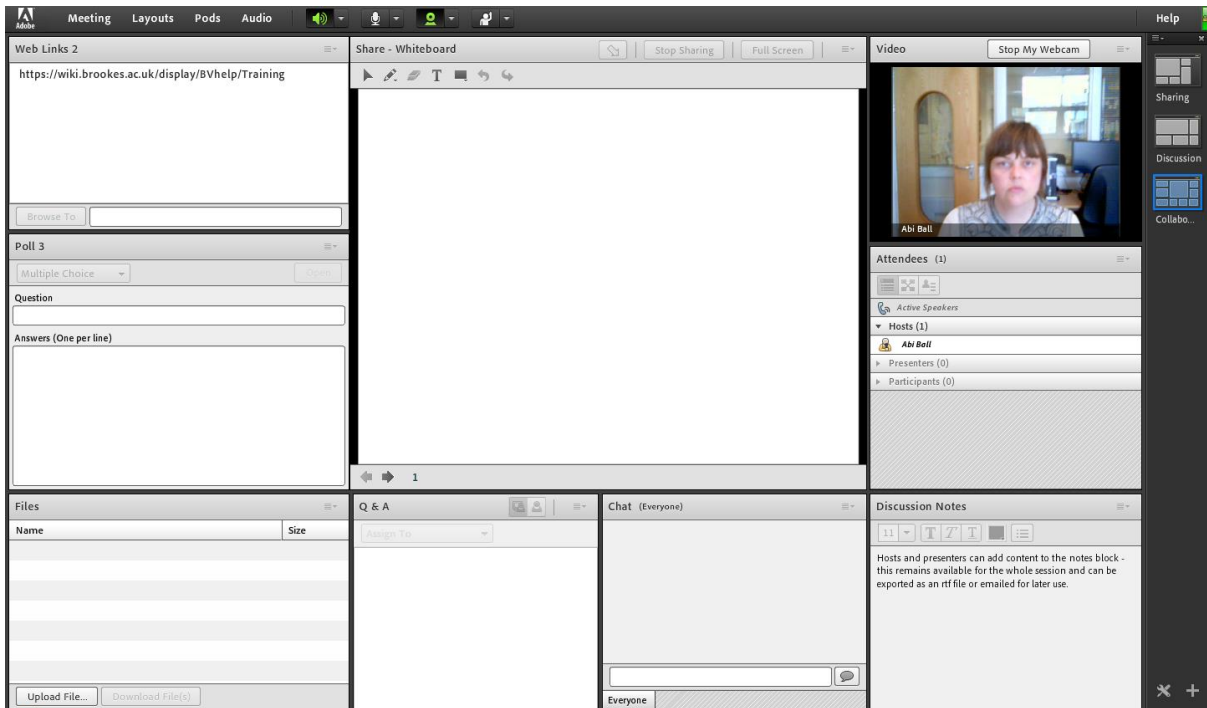 Adobe
Meeting Layouts Pods Audio
Help
Web Links 2
https://wiki.brookes.ac.uk/display/BVhelp/Training
Browse To
Poll 3
Multiple Choice
Open
Question
Answers (One per line)
Files
Name Size
Upload File... Download File(s)
Share - Whiteboard
Stop Sharing
Full Screen
T
1
Q & A
Assign To
Chat (Everyone)
Everyone
Video
Stop My Webcam
Abi Ball
Attendees (1)
Active Speakers
Hosts (1)
Abi Ball
Presenters (0)
Participants (0)
Discussion Notes
11 T T T
Hosts and presenters can add content to the notes block -
this remains available for the whole session and can be
exported as an rtf file or emailed for later use.
Sharing
Discussion
Collabo...